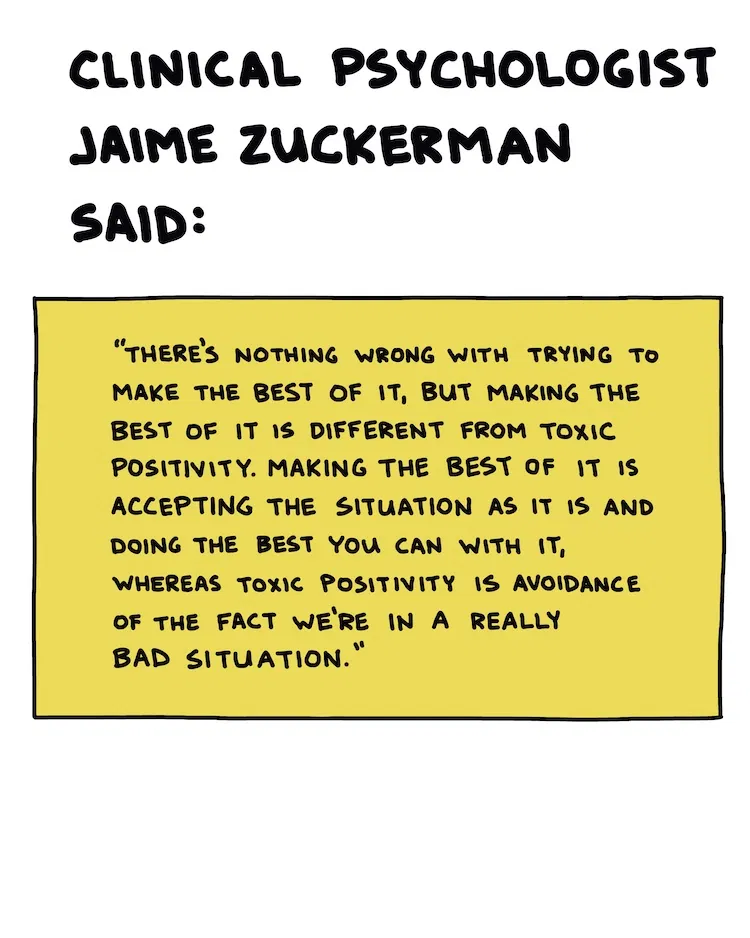 CLINICAL PSYCHOLOGIST
JAIME ZUCKERMAN
SAID:
"THERE'S NOTHING WRONG WITH TRYING TO
MAKE THE BEST OF IT, BUT MAKING THE
BEST OF IT IS DIFFERENT FROM TOXIC
POSITIVITY. MAKING THE BEST OF IT IS
ACCEPTING THE SITUATION AS IT IS AND
DOING THE BEST YOU CAN WITH IT,
WHEREAS TOXIC POSITIVITY IS AVOIDANCE
OF THE FACT WE'RE IN A REALLY
BAD SITUATION."